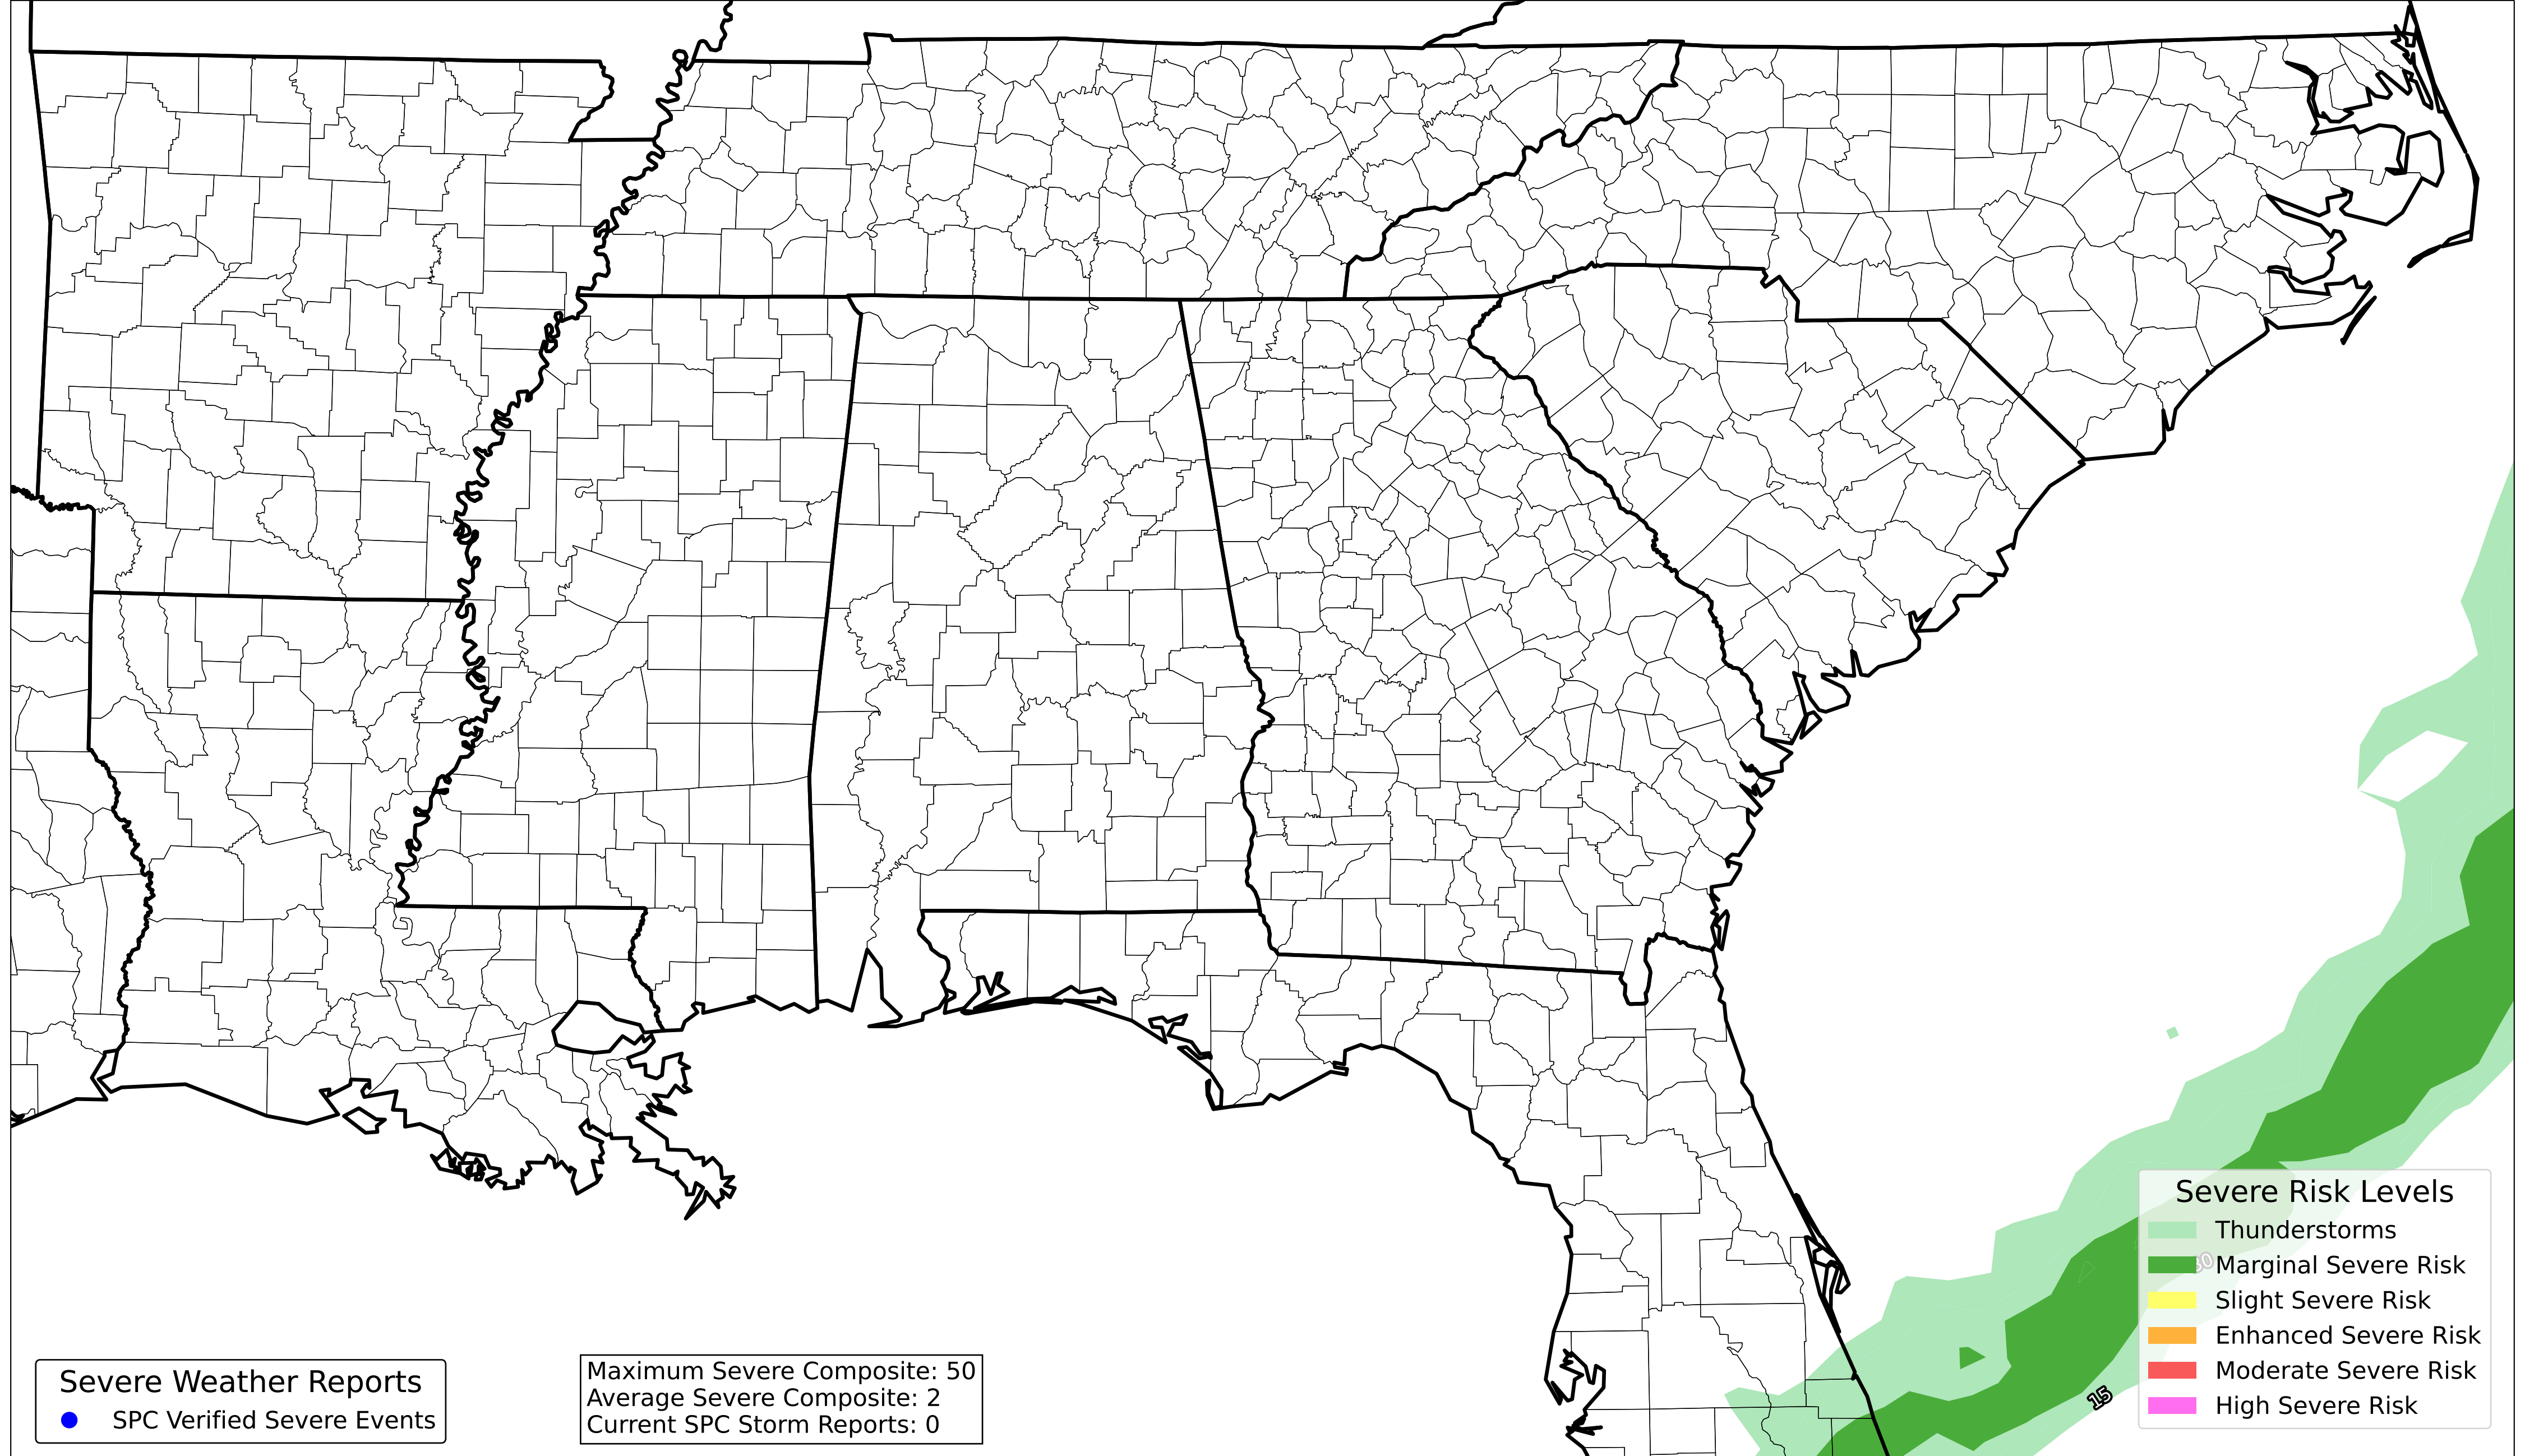 Severe Risk Levels
Thunderstorms
30
Marginal Severe Risk
Slight Severe Risk
Enhanced Severe Risk
Moderate Severe Risk
High Severe Risk
15
Severe Weather Reports
SPC Verified Severe Events
Maximum Severe Composite: 50
Average Severe Composite: 2
Current SPC Storm Reports: 0